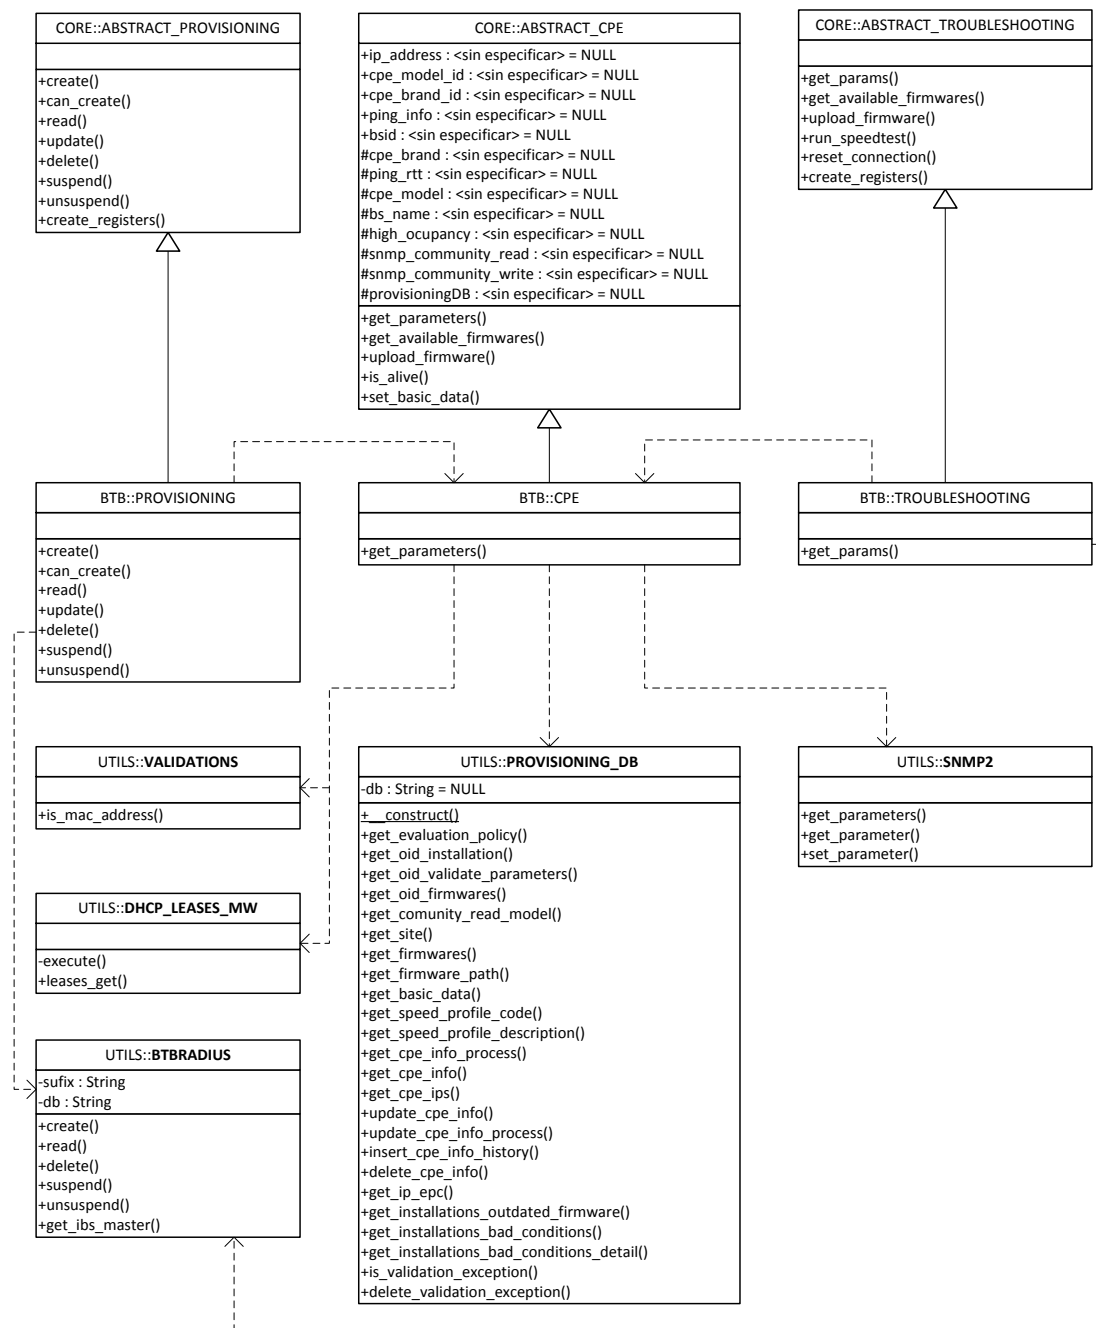 CORE::ABSTRACT_PROVISIONING
+create()
+can_create()
+read()
+update()
+delete()
+suspend()
+unsuspend()
+create_registers()
CORE::ABSTRACT_CPE
+ip_address : <sin especificar> = NULL
+cpe_model_id : <sin especificar> = NULL
+cpe_brand_id : <sin especificar> = NULL
+ping_info : <sin especificar> = NULL
+bsid : <sin especificar> = NULL
#cpe_brand : <sin especificar> = NULL
#ping_rtt : <sin especificar> = NULL
#cpe_model : <sin especificar> = NULL
#bs_name : <sin especificar> = NULL
#high_ocupancy : <sin especificar> = NULL
#snmp_community_read : <sin especificar> = NULL
#snmp_community_write : <sin especificar> = NULL
#provisioningDB : <sin especificar> = NULL
+get_parameters()
+get_available_firmwares()
+upload_firmware()
+is_alive()
+set_basic_data()
CORE::ABSTRACT_TROUBLESHOOTING
+get_params()
+get_available_firmwares()
+upload_firmware()
+run_speedtest()
+reset_connection()
+create_registers()
BTB::PROVISIONING
+create()
+can_create()
+read()
+update()
+delete()
+suspend()
+unsuspend()
BTB::CPE
+get_parameters()
BTB::TROUBLESHOOTING
+get_params()
UTILS::VALIDATIONS
+is_mac_address()
UTILS::DHCP_LEASES_MW
-execute()
+leases_get()
UTILS::BTBRADIUS
-sufix : String
-db : String
+create()
+read()
+delete()
+suspend()
+unsuspend()
+get_ibs_master()
UTILS::PROVISIONING_DB
-db : String = NULL
+__construct()
+get_evaluation_policy()
+get_oid_installation()
+get_oid_validate_parameters()
+get_oid_firmwares()
+get_comunity_read_model()
+get_site()
+get_firmwares()
+get_firmware_path()
+get_basic_data()
+get_speed_profile_code()
+get_speed_profile_description()
+get_cpe_info_process()
+get_cpe_info()
+get_cpe_ips()
+update_cpe_info()
+update_cpe_info_process()
+insert_cpe_info_history()
+delete_cpe_info()
+get_ip_epc()
+get_installations_outdated_firmware()
+get_installations_bad_conditions()
+get_installations_bad_conditions_detail()
+is_validation_exception()
+delete_validation_exception()
UTILS::SNMP2
+get_parameters()
+get_parameter()
+set_parameter()